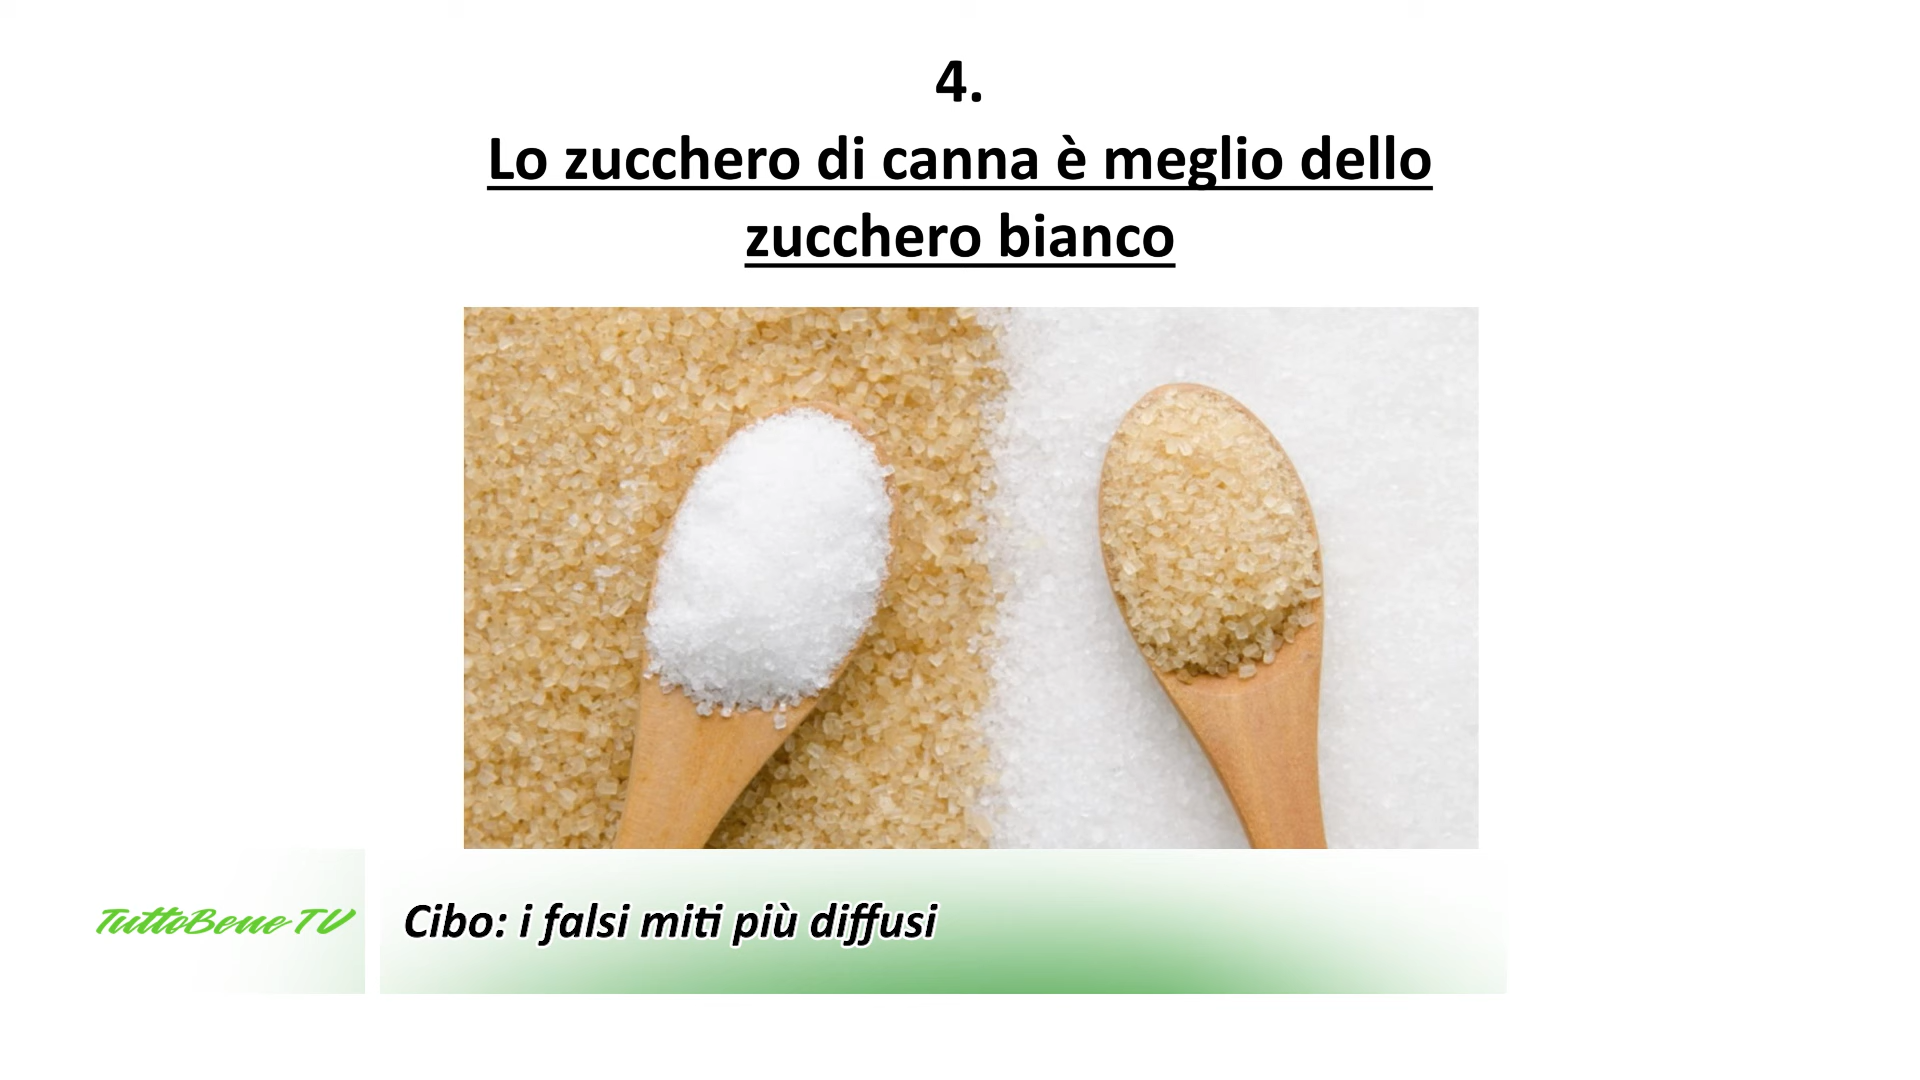 4.
Lo zucchero di canna è meglio dello
zucchero bianco
TuttoBene TV
Cibo: i falsi miti più diffusi